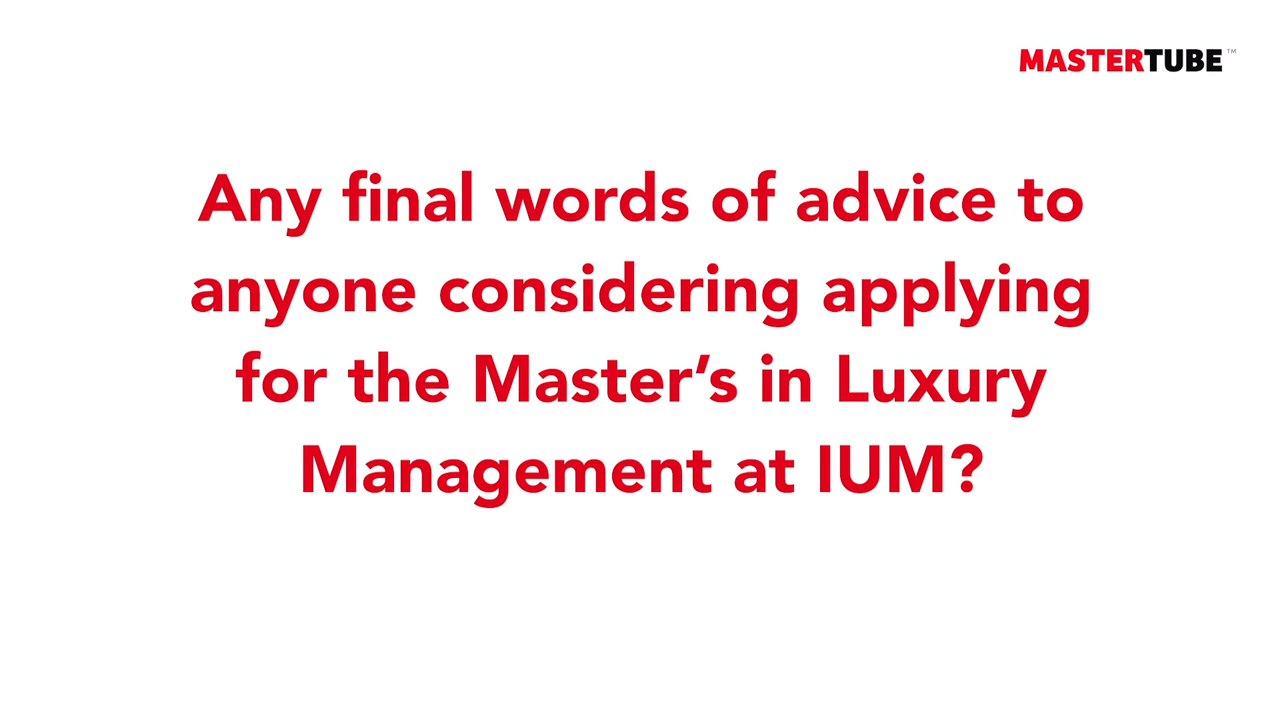 MASTERTUBE™
Any final words of advice to
anyone considering applying
for the Master’s in Luxury
Management at IUM?